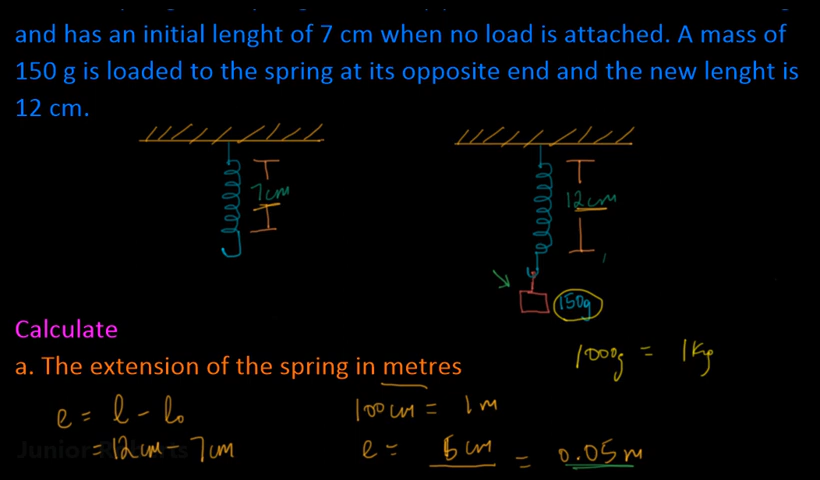 and has an initial lenght of 7 cm when no load is attached. A mass of
150 g is loaded to the spring at its opposite end and the new lenght is
12 cm.
7cm
12cm
150g
Calculate
1000g = 1Kg
a. The extension of the spring in metres
e = l - lo
100cm = 1m
= 12cm - 7cm
e = 5cm = 0.05m
Junior